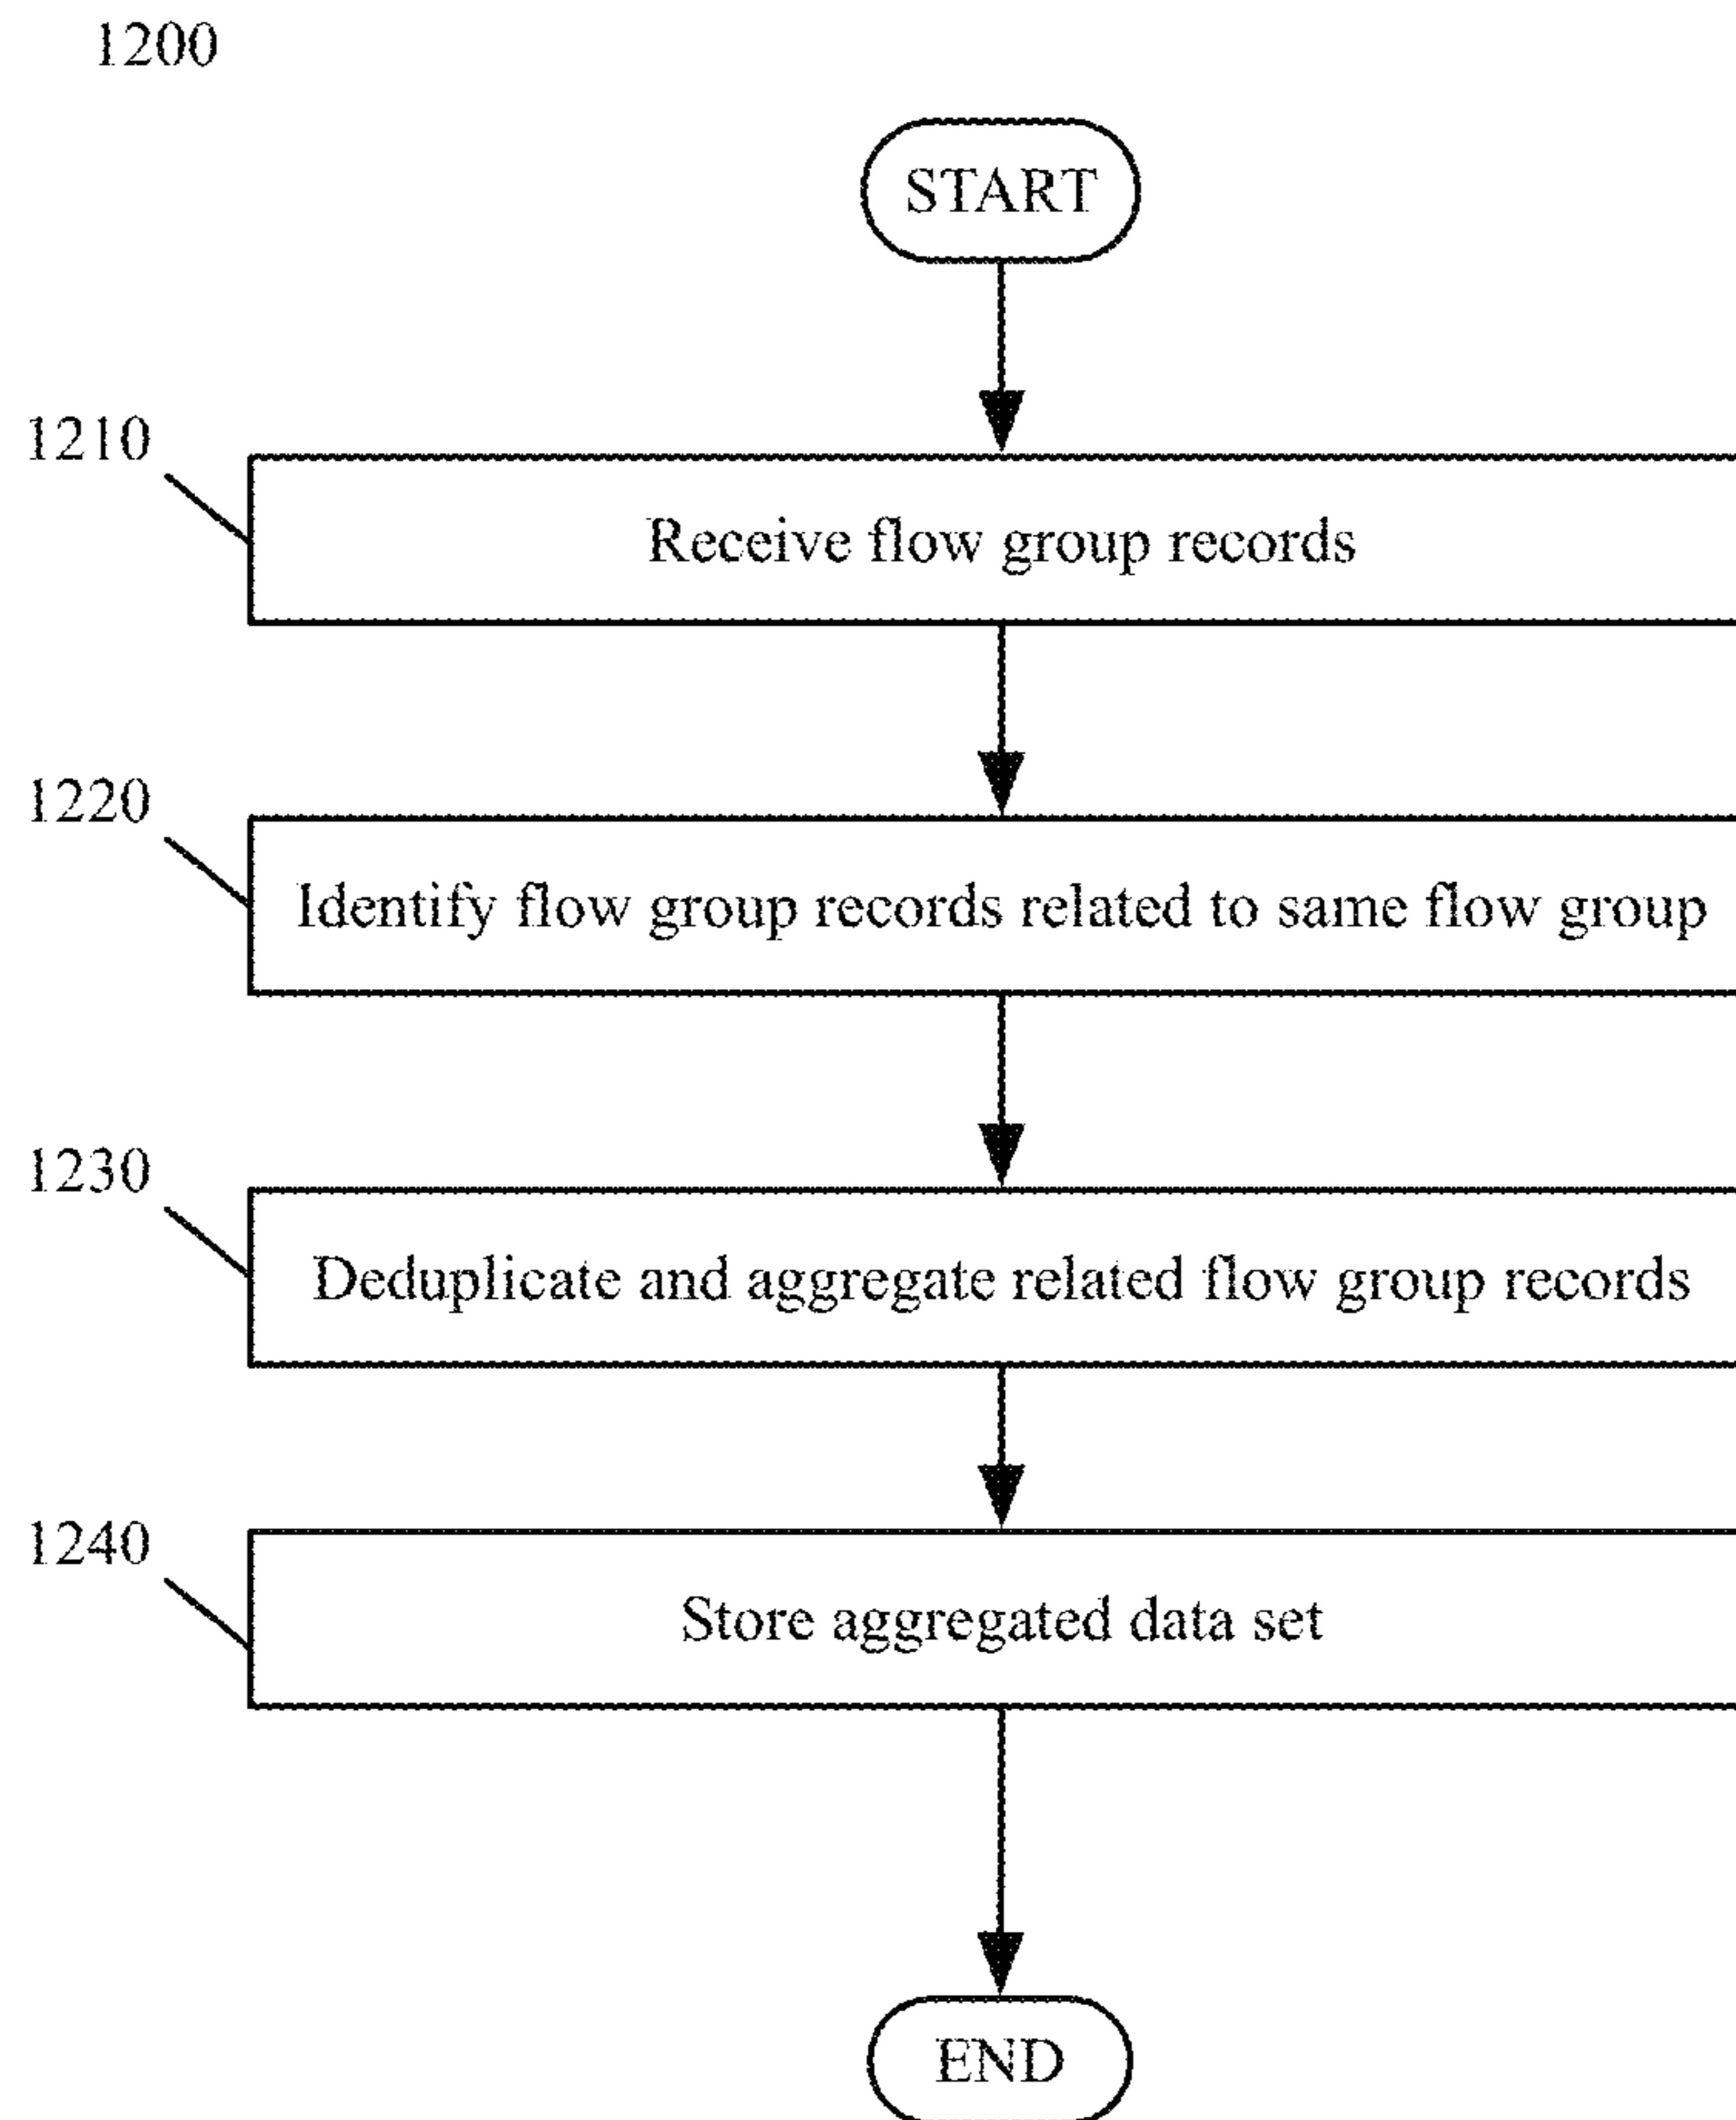 1200
START
1210
Receive flow group records
1220
Identify flow group records related to same flow group
1230
Deduplicate and aggregate related flow group records
1240
Store aggregated data set
END